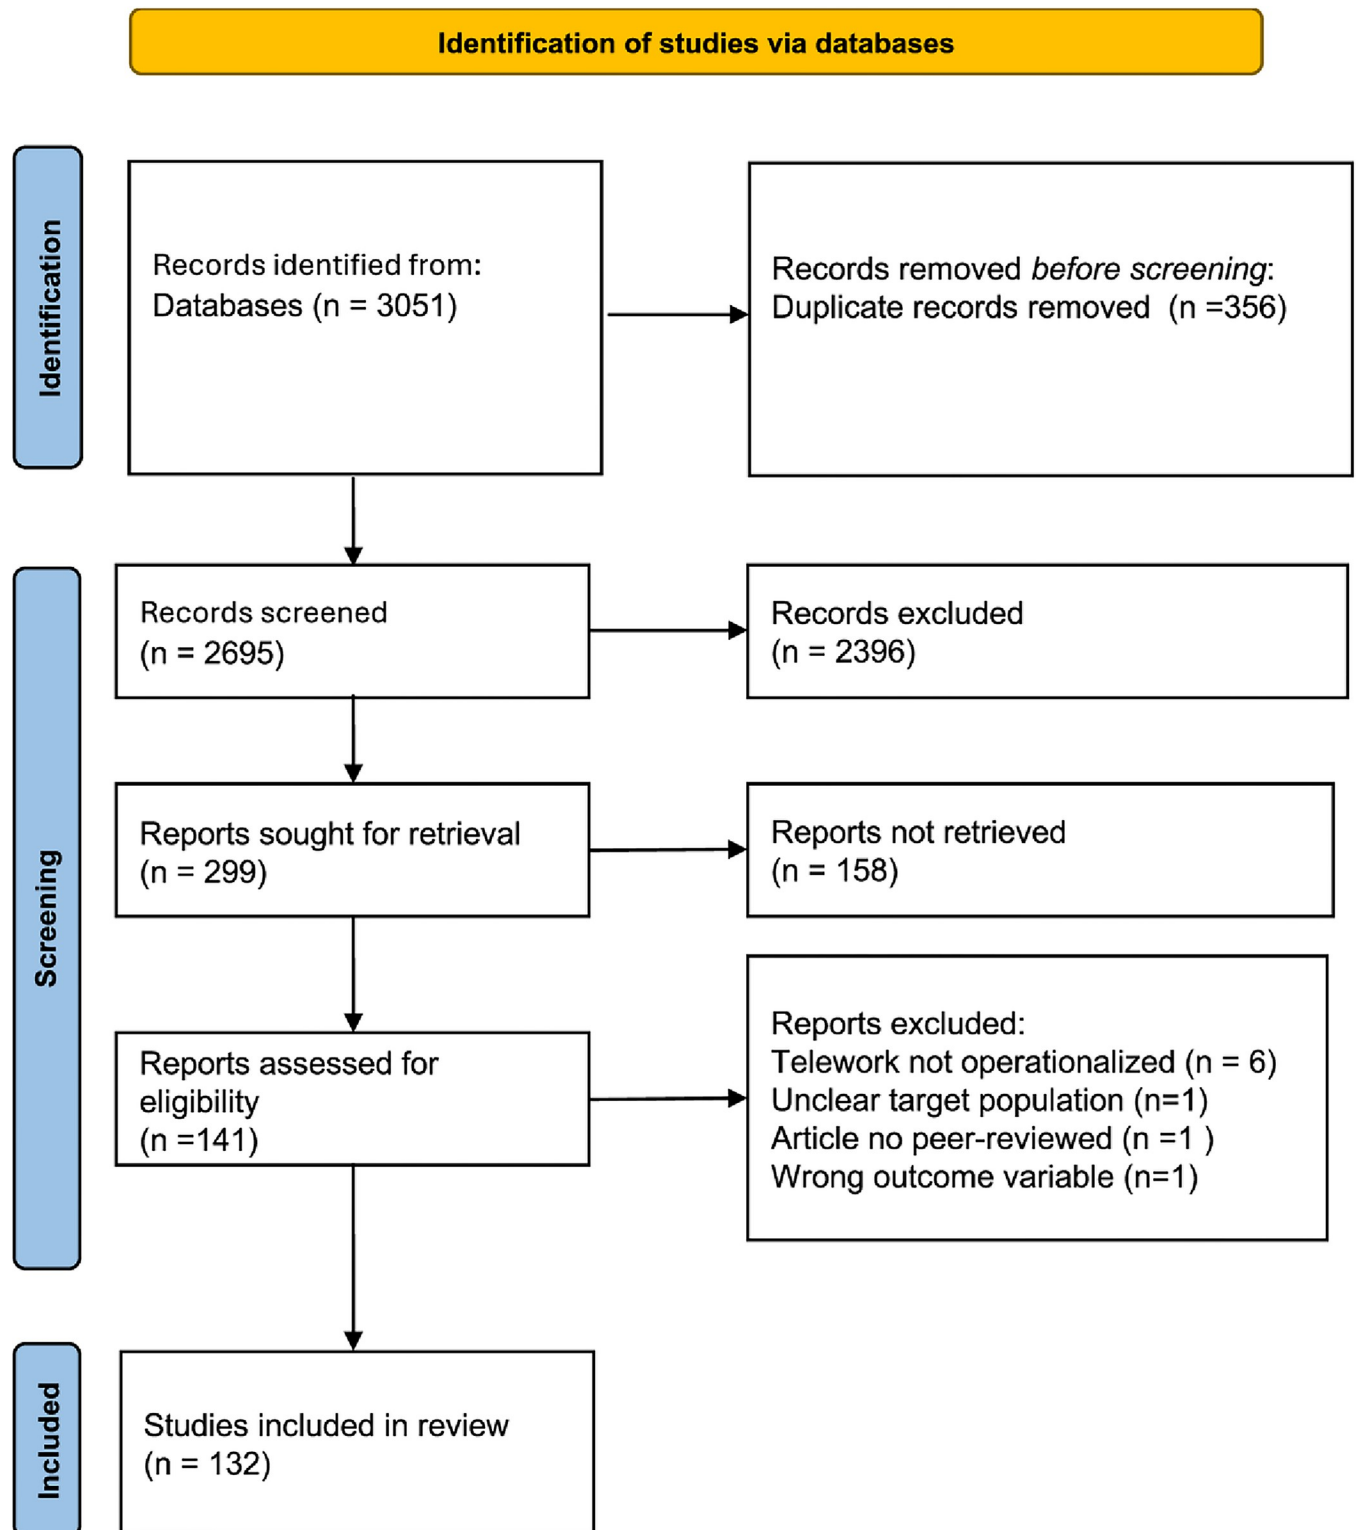 Identification of studies via databases
Identification
Records identified from:
Databases (n = 3051)
Records removed before screening:
Duplicate records removed  (n =356)
Screening
Records screened
(n = 2695)
Records excluded
(n = 2396)
Reports sought for retrieval
(n = 299)
Reports not retrieved
(n = 158)
Reports assessed for
eligibility
(n =141)
Reports excluded:
Telework not operationalized (n = 6)
Unclear target population (n=1)
Article no peer-reviewed (n =1 )
Wrong outcome variable (n=1)
Included
Studies included in review
(n = 132)